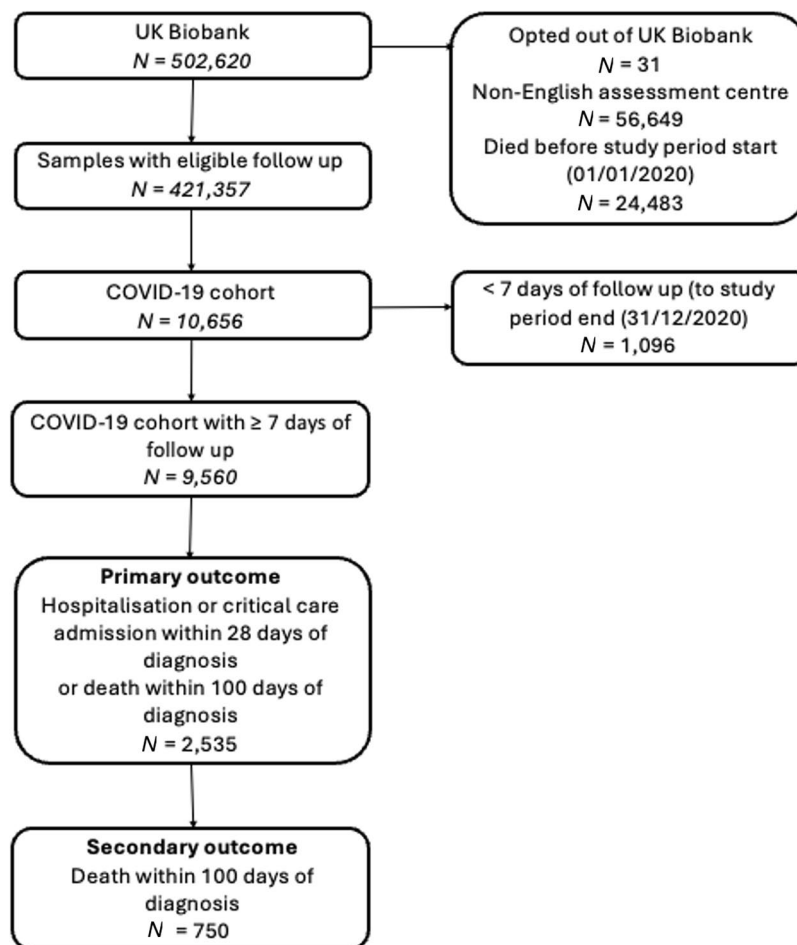 UK Biobank
N = 502,620
Opted out of UK Biobank
N = 31
Non-English assessment centre
N = 56,649
Died before study period start
(01/01/2020)
N = 24,483
Samples with eligible follow up
N = 421,357
COVID-19 cohort
N = 10,656
< 7 days of follow up (to study
period end (31/12/2020)
N = 1,096
COVID-19 cohort with ≥ 7 days of
follow up
N = 9,560
Primary outcome
Hospitalisation or critical care
admission within 28 days of
diagnosis
or death within 100 days of
diagnosis
N = 2,535
Secondary outcome
Death within 100 days of
diagnosis
N = 750